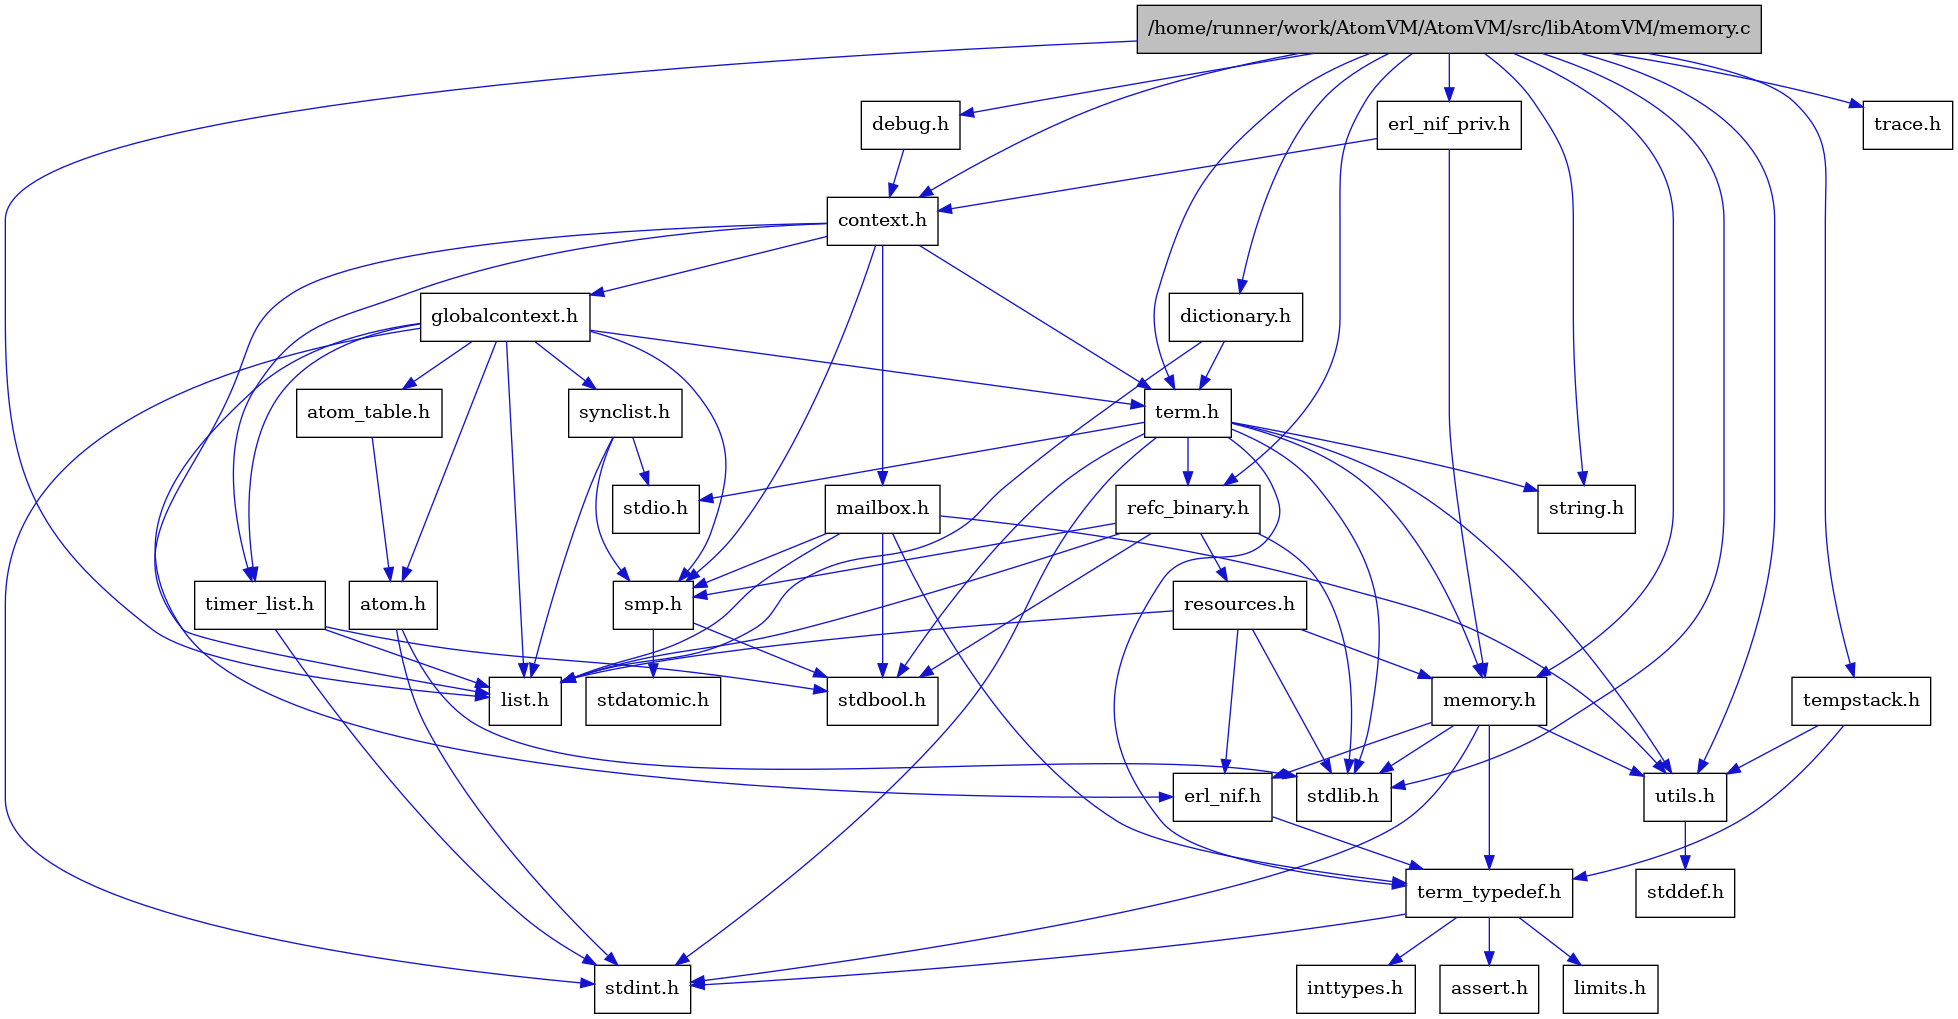 /home/runner/work/AtomVM/AtomVM/src/libAtomVM/memory.c
debug.h
erl_nif_priv.h
trace.h
context.h
globalcontext.h
dictionary.h
atom_table.h
synclist.h
term.h
stdio.h
mailbox.h
refc_binary.h
string.h
timer_list.h
atom.h
smp.h
resources.h
list.h
stdatomic.h
stdbool.h
memory.h
tempstack.h
erl_nif.h
stdlib.h
utils.h
term_typedef.h
stddef.h
stdint.h
inttypes.h
assert.h
limits.h